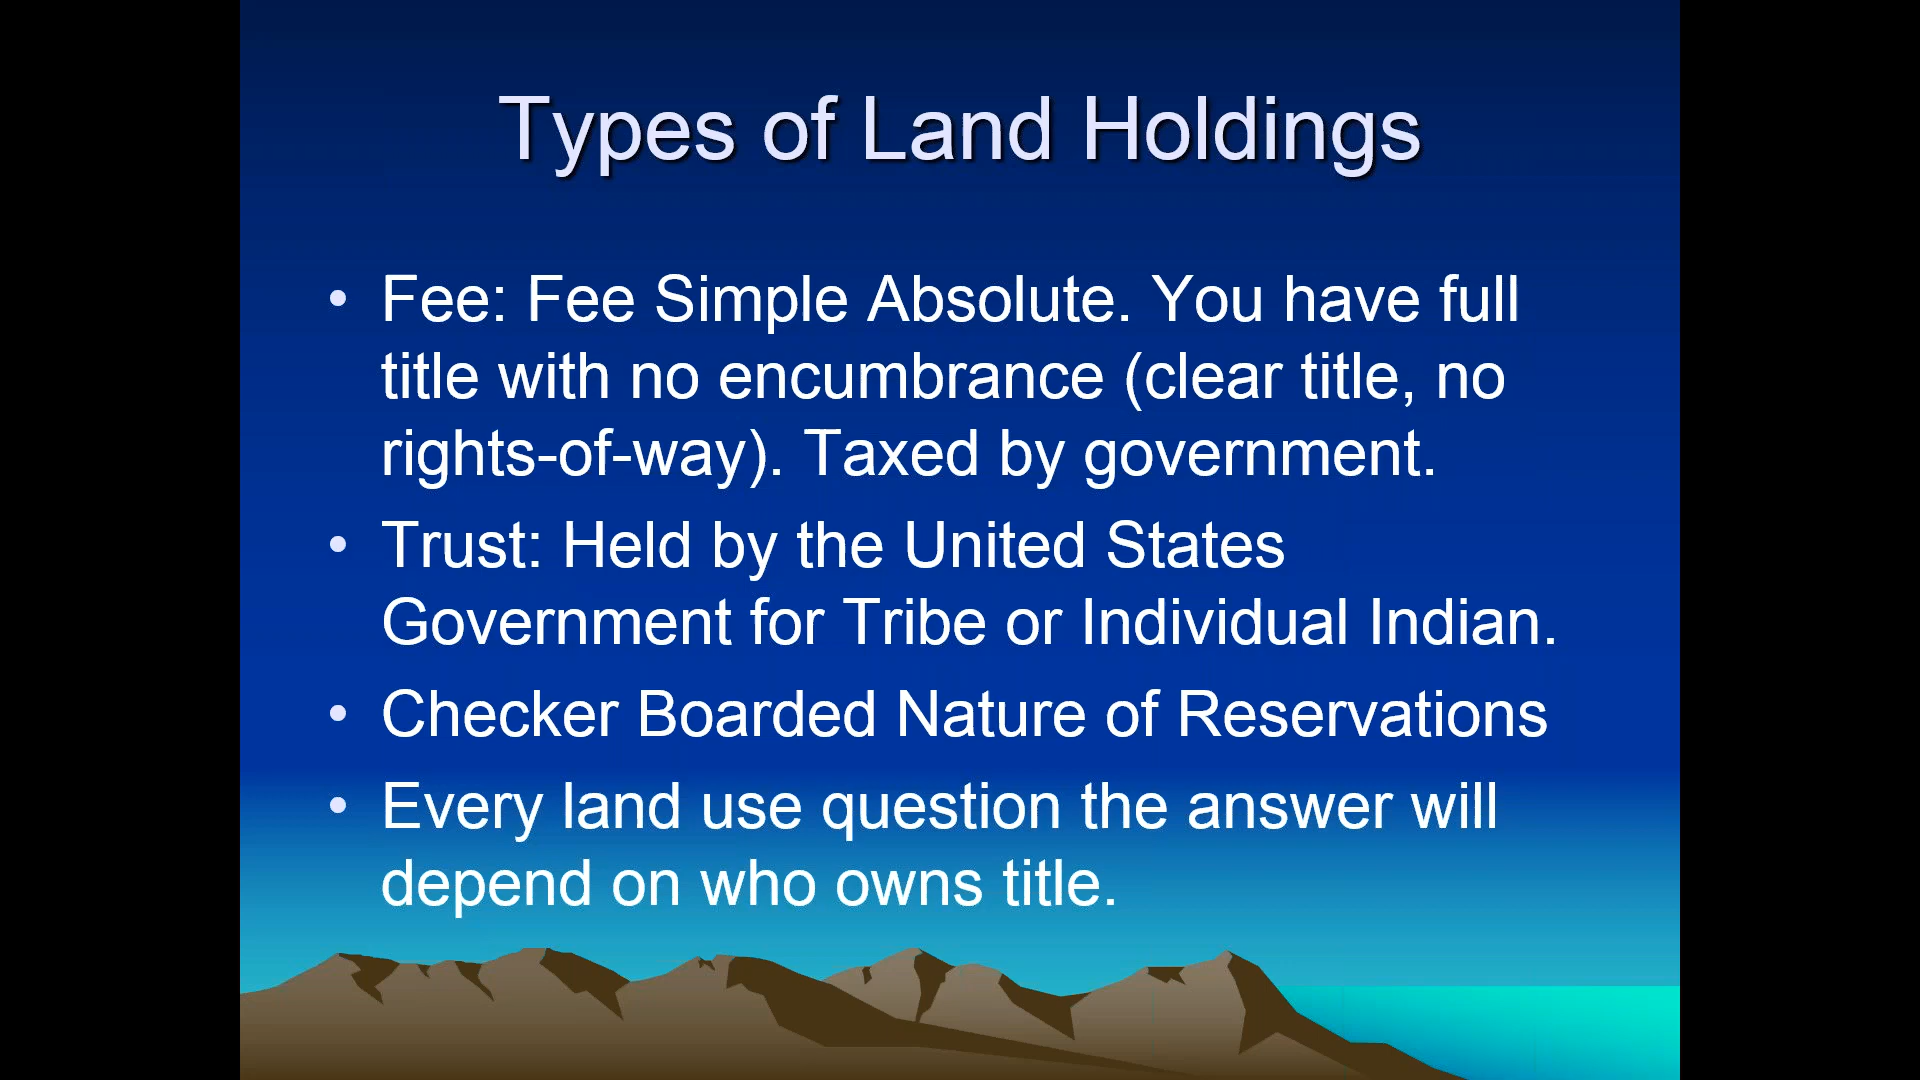 Types of Land Holdings
• Fee: Fee Simple Absolute. You have full
title with no encumbrance (clear title, no
rights-of-way). Taxed by government.
• Trust: Held by the United States
Government for Tribe or Individual Indian.
• Checker Boarded Nature of Reservations
• Every land use question the answer will
depend on who owns title.